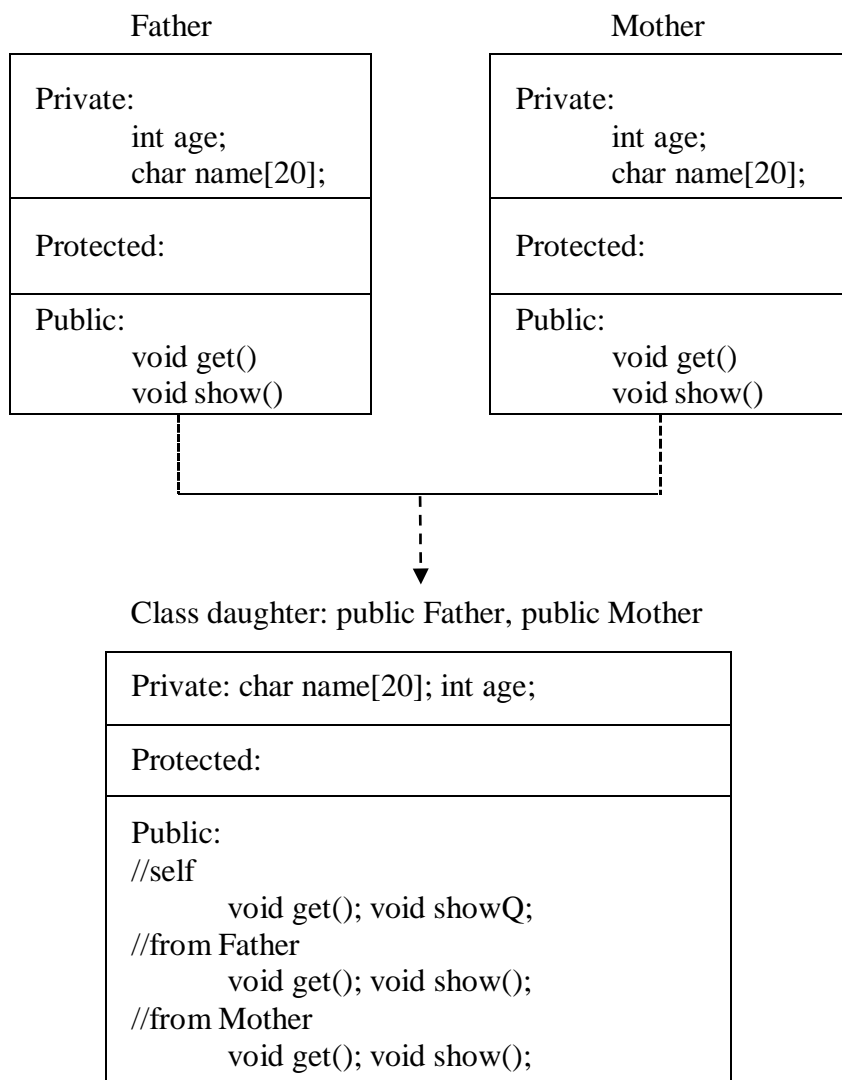 Father
Private:
int age;
char name[20];
Protected:
Public:
void get()
void show()
Mother
Private:
int age;
char name[20];
Protected:
Public:
void get()
void show()
Class daughter: public Father, public Mother
Private: char name[20]; int age;
Protected:
Public:
//self
void get(); void showQ;
//from Father
void get(); void show();
//from Mother
void get(); void show();